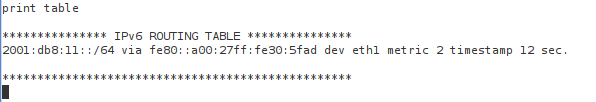 print table
*************** IPv6 ROUTING TABLE ***************
2001:db8:11::/64 via fe80::a00:27ff:fe30:5fad dev eth1 metric 2 timestamp 12 sec.
**************************************************